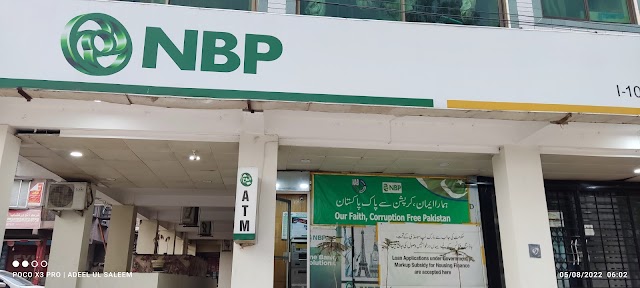 NBP
I-10
ATM
NBP
ہمارا ایمان، کرپشن سے پاک پاکستان
Our Faith, Corruption Free Pakistan
NBP
Loan Applications under Government's
Markup Subsidy for Housing Finance
are accepted here
POCO X3 PRO | ADEEL UL SALEEM
05/08/2022 06:02